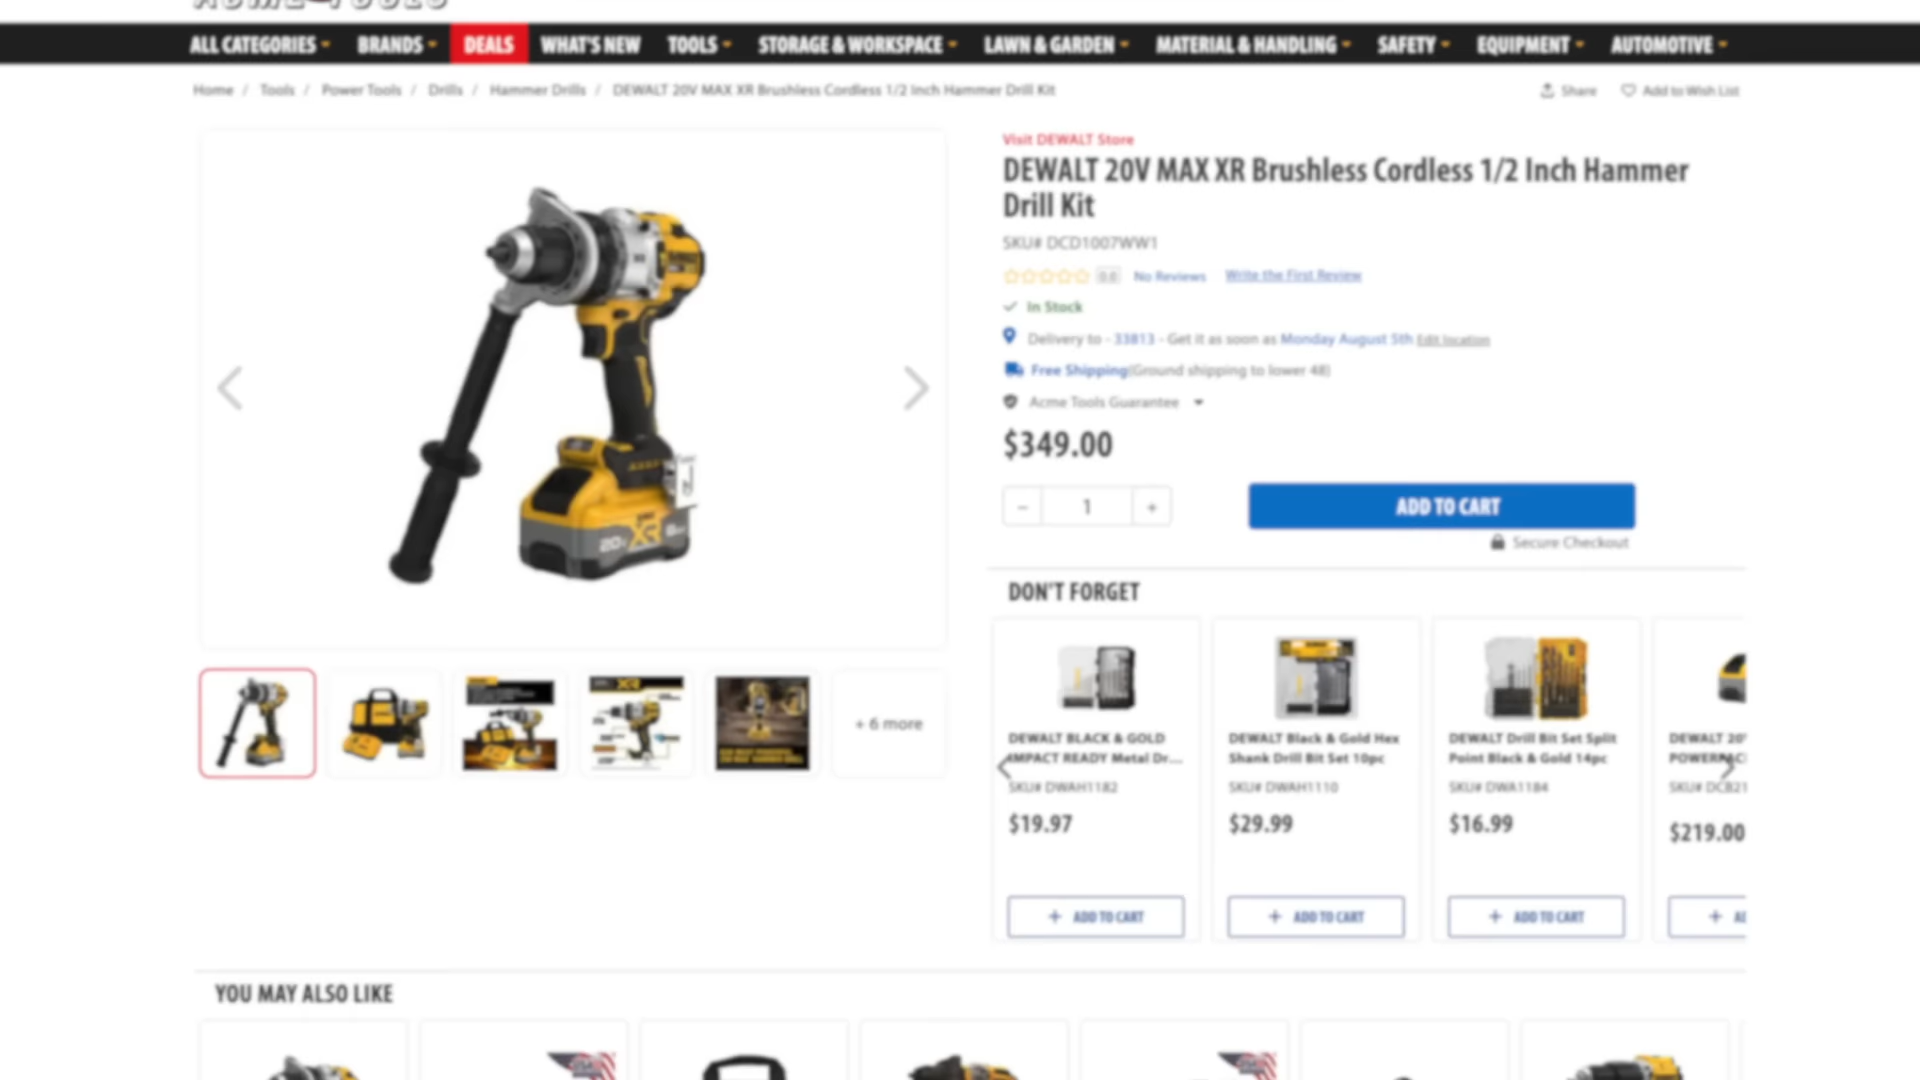 ACME TOOLS
ALL CATEGORIES BRANDS DEALS WHAT'S NEW TOOLS STORAGE & WORKSPACE LAWN & GARDEN MATERIAL & HANDLING SAFETY EQUIPMENT AUTOMOTIVE
Home / Tools / Power Tools / Drills / Hammer Drills / DEWALT 20V MAX XR Brushless Cordless 1/2 Inch Hammer Drill Kit
Share Add to Wish List
Visit DEWALT Store
DEWALT 20V MAX XR Brushless Cordless 1/2 Inch Hammer
Drill Kit
SKU# DCD1007WW1
0.0 No Reviews Write the First Review
In Stock
Delivery to - 33813 - Get it as soon as Monday August 5th Edit location
Free Shipping(Ground shipping to lower 48)
Acme Tools Guarantee
$349.00
- 1 +
ADD TO CART
Secure Checkout
20V XR
+ 6 more
DON'T FORGET
DEWALT BLACK & GOLD
IMPACT READY Metal Dr...
SKU# DWAH1182
$19.97
+ ADD TO CART
DEWALT Black & Gold Hex
Shank Drill Bit Set 10pc
SKU# DWAH1110
$29.99
+ ADD TO CART
DEWALT Drill Bit Set Split
Point Black & Gold 14pc
SKU# DWA1184
$16.99
+ ADD TO CART
DEWALT 20V
POWERPAC
SKU# DCB21
$219.00
+ AD
YOU MAY ALSO LIKE